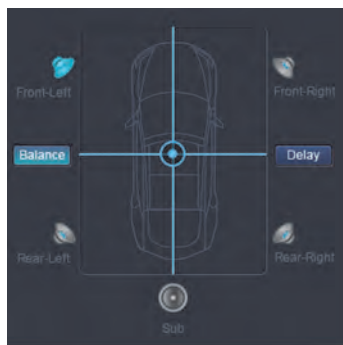 Front-Left
Front-Right
Balance
Delay
Rear-Left
Rear-Right
Sub